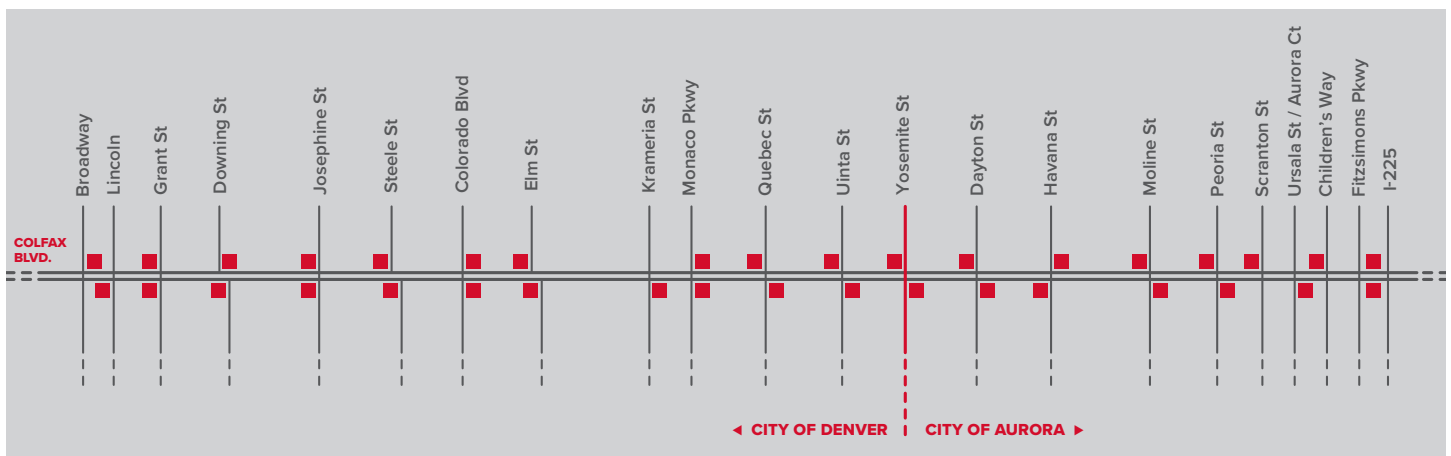 Broadway
Lincoln
Grant St
Downing St
Josephine St
Steele St
Colorado Blvd
Elm St
Krameria St
Monaco Pkwy
Quebec St
Uinta St
Yosemite St
Dayton St
Havana St
Moline St
Peoria St
Scranton St
Ursala St / Aurora Ct
Children's Way
Fitzsimons Pkwy
I-225
COLFAX
BLVD.
◄ CITY OF DENVER
CITY OF AURORA ►